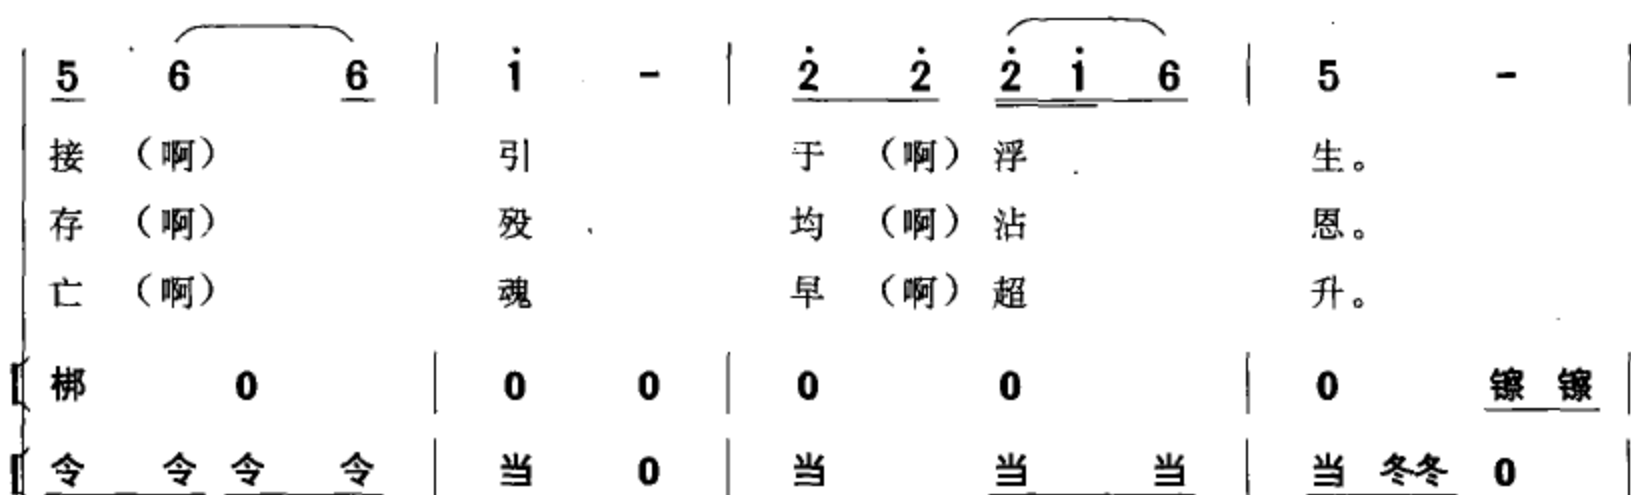 5 6 6 | i̇ - | 2̇ 2̇ 2̇ i̇ 6 | 5 - |
接 （啊） 引 于 （啊） 浮 生。
存 （啊） 殁 均 （啊） 沾 恩。
亡 （啊） 魂 早 （啊） 超 升。
梆 0 | 0 0 | 0 0 | 0 镲 镲 |
令 令 令 令 | 当 0 | 当 当 当 | 当 冬冬 0 |